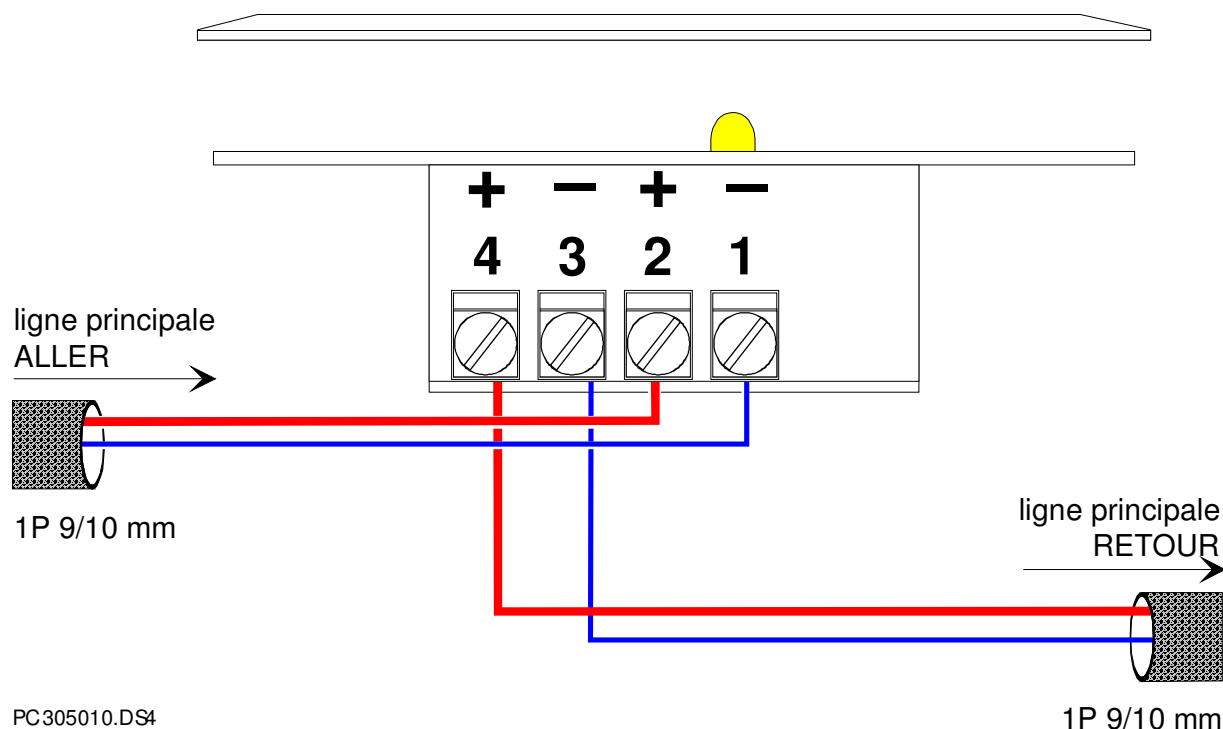 + − + −
4 3 2 1
ligne principale
ALLER
1P 9/10 mm
ligne principale
RETOUR
1P 9/10 mm
PC305010.DS4